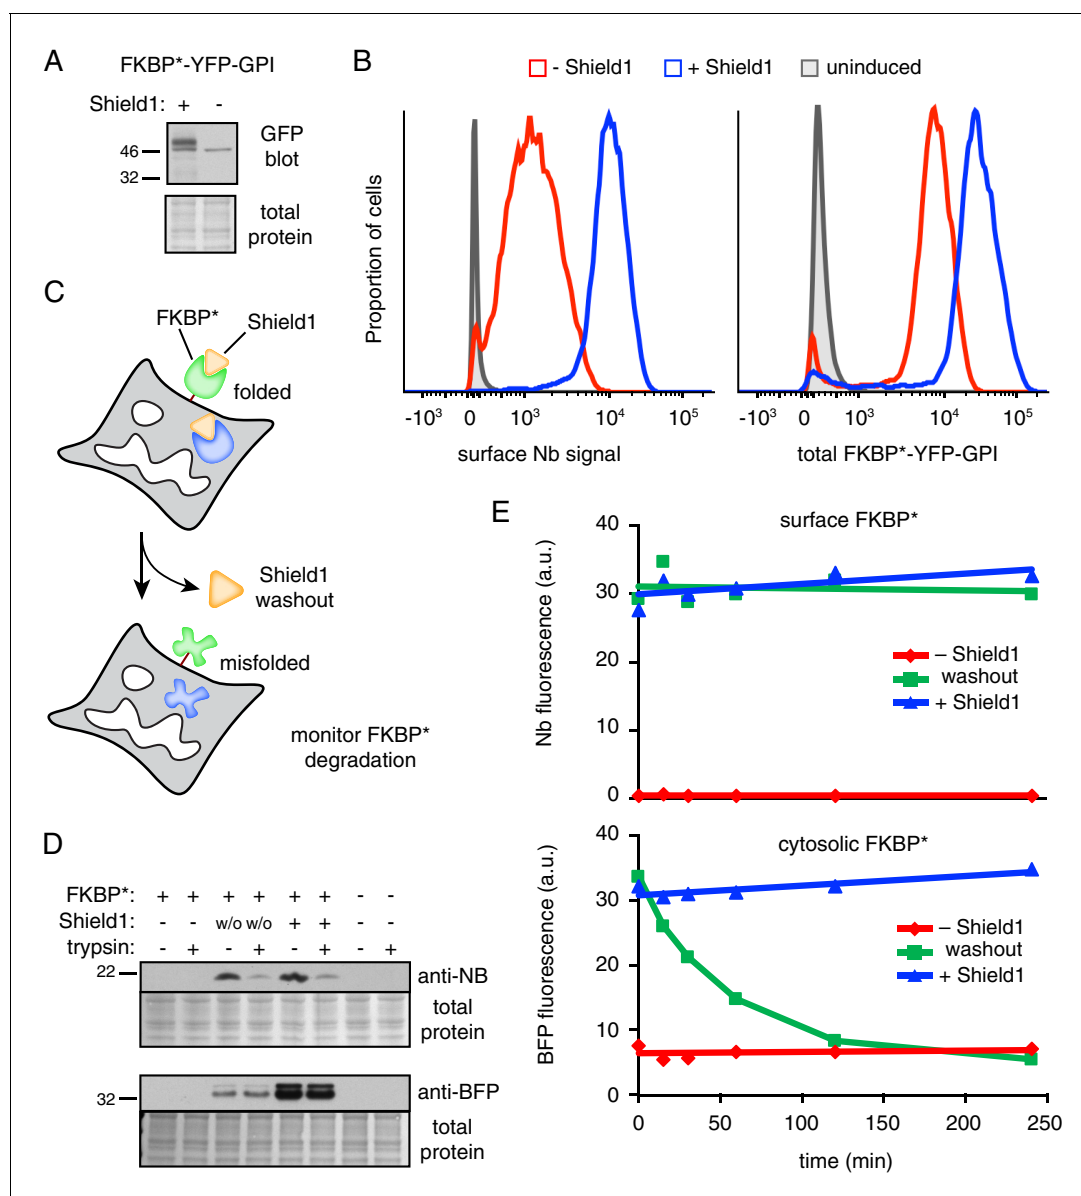 A
FKBP*-YFP-GPI
Shield1: + -
GFP
blot
46
32
total
protein
B
- Shield1 + Shield1 uninduced
Proportion of cells
-10³ 0 10³ 10⁴ 10⁵
surface Nb signal
-10³ 0 10³ 10⁴ 10⁵
total FKBP*-YFP-GPI
C
FKBP*
Shield1
folded
Shield1
washout
misfolded
monitor FKBP*
degradation
D
FKBP*: + + + + + + - -
Shield1: - - w/o w/o + + - -
trypsin: - + - + - + - +
22
anti-NB
total
protein
32
anti-BFP
total
protein
E
surface FKBP*
Nb fluorescence (a.u.)
40
30
20
10
0
– Shield1
washout
+ Shield1
cytosolic FKBP*
BFP fluorescence (a.u.)
40
30
20
10
0
– Shield1
washout
+ Shield1
0 50 100 150 200 250
time (min)